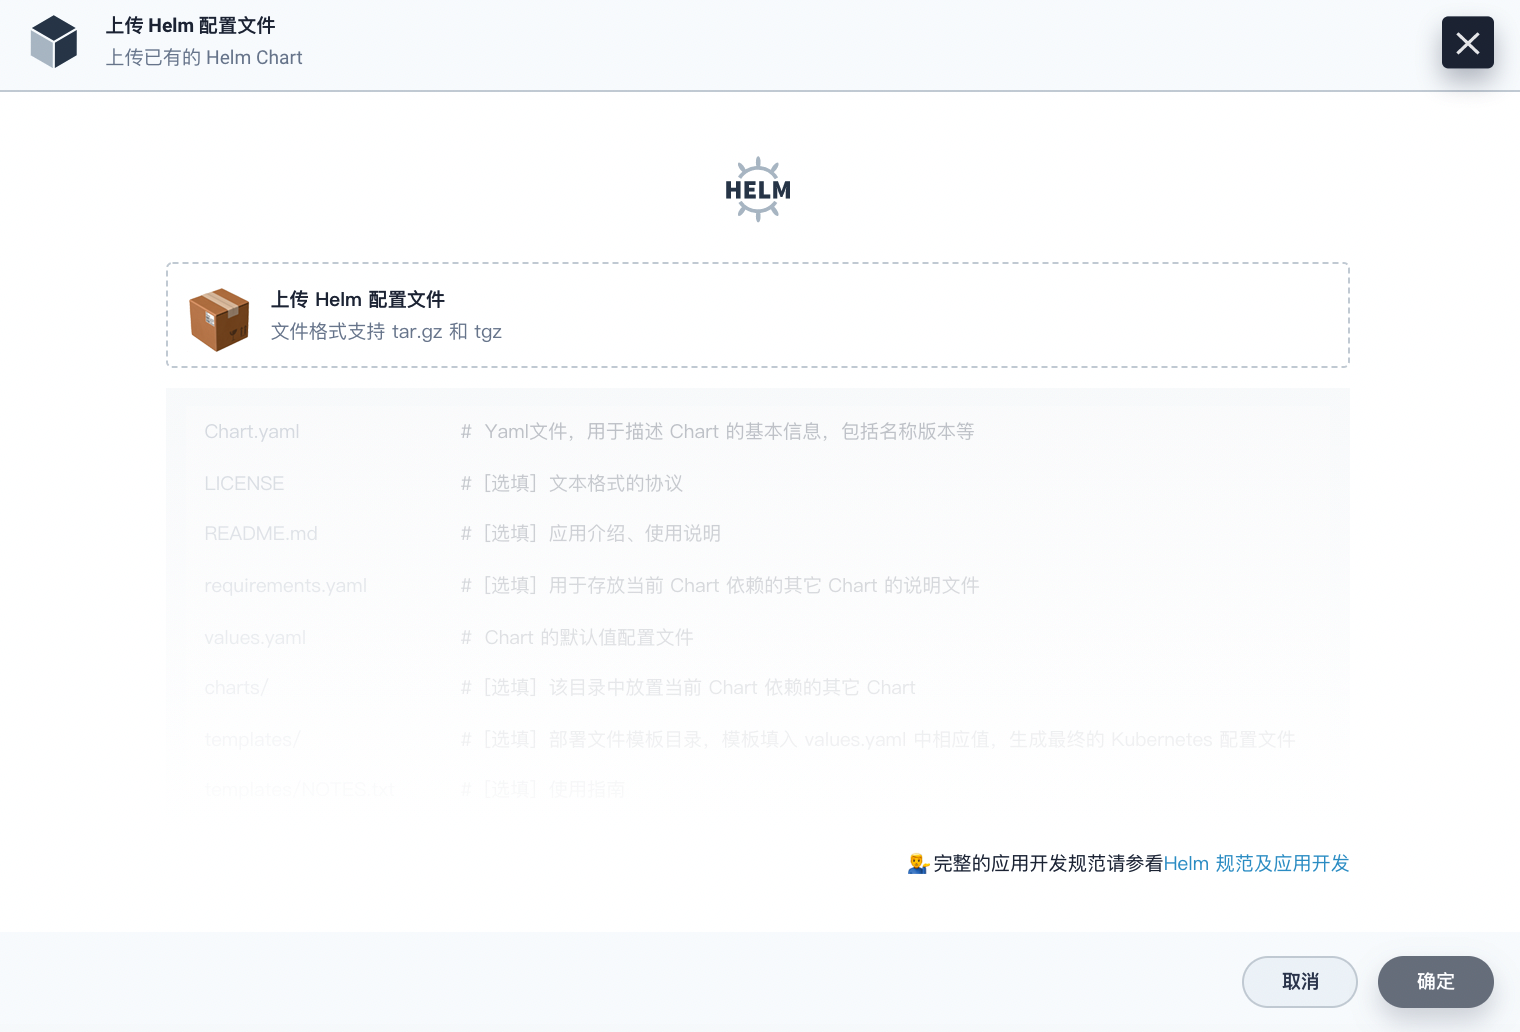 上传 Helm 配置文件
上传已有的 Helm Chart
HELM
上传 Helm 配置文件
文件格式支持 tar.gz 和 tgz
Chart.yaml # Yaml文件，用于描述 Chart 的基本信息，包括名称版本等
LICENSE # [选填] 文本格式的协议
README.md # [选填] 应用介绍、使用说明
requirements.yaml # [选填] 用于存放当前 Chart 依赖的其它 Chart 的说明文件
values.yaml # Chart 的默认值配置文件
charts/ # [选填] 该目录中放置当前 Chart 依赖的其它 Chart
templates/ # [选填] 部署文件模板目录，模板填入 values.yaml 中相应值，生成最终的 Kubernetes 配置文件
templates/NOTES.txt # [选填] 使用指南
完整的应用开发规范请参看Helm 规范及应用开发
取消 确定